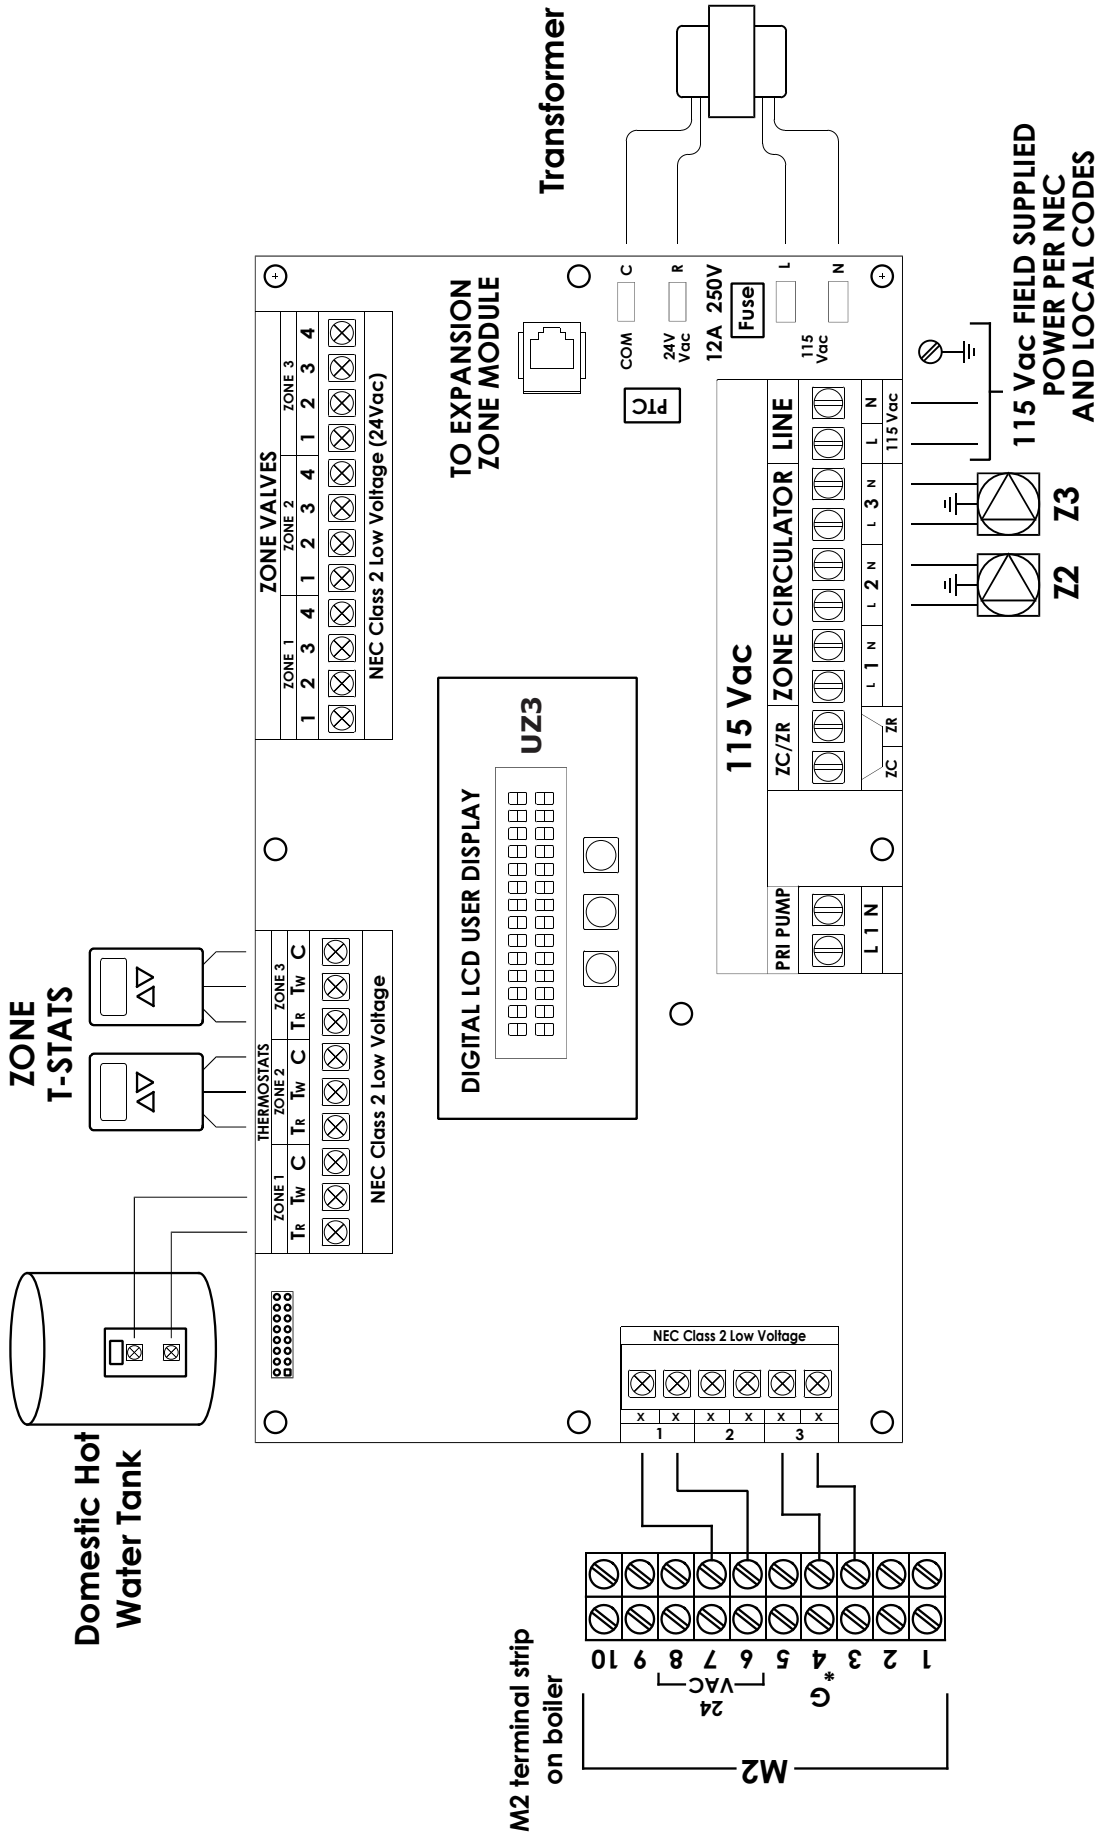 Domestic Hot
Water Tank
ZONE
T-STATS
THERMOSTATS
ZONE 1
ZONE 2
ZONE 3
TR TW C TR TW C TR TW C
NEC Class 2 Low Voltage
ZONE VALVES
ZONE 1
ZONE 2
ZONE 3
1 2 3 4 1 2 3 4 1 2 3 4
NEC Class 2 Low Voltage (24Vac)
TO EXPANSION
ZONE MODULE
Transformer
DIGITAL LCD USER DISPLAY
UZ3
M2 terminal strip
on boiler
M2
24
VAC
G
*
10 9 8 7 6 5 4 3 2 1
NEC Class 2 Low Voltage
X X X X X X
1 2 3
PTC
COM
C
24V
Vac
R
12A 250V
Fuse
115
Vac
L
N
115 Vac
PRI PUMP
ZC/ZR
ZONE CIRCULATOR
LINE
L 1 N
ZC
ZR
L 1 N
L 2 N
L 3 N
L N
115 Vac
Z2
Z3
115 Vac FIELD SUPPLIED
POWER PER NEC
AND LOCAL CODES